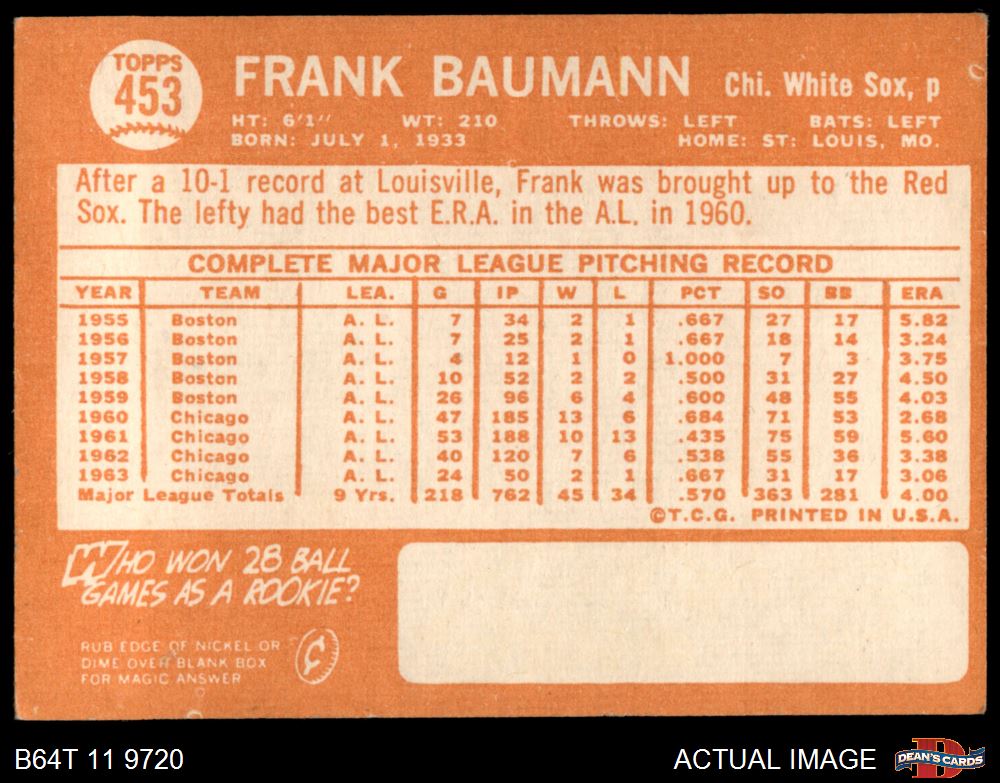 TOPPS
453
FRANK BAUMANN Chi. White Sox, p
HT: 6'1" WT: 210 THROWS: LEFT BATS: LEFT
BORN: JULY 1, 1933 HOME: ST: LOUIS, MO.
After a 10-1 record at Louisville, Frank was brought up to the Red
Sox. The lefty had the best E.R.A. in the A.L. in 1960.
COMPLETE MAJOR LEAGUE PITCHING RECORD
YEAR TEAM LEA. G IP W L PCT SO BB ERA
1955 Boston A. L. 7 34 2 1 .667 27 17 5.82
1956 Boston A. L. 7 25 2 1 .667 18 14 3.24
1957 Boston A. L. 4 12 1 0 1.000 7 3 3.75
1958 Boston A. L. 10 52 2 2 .500 31 27 4.50
1959 Boston A. L. 26 96 6 4 .600 48 55 4.03
1960 Chicago A. L. 47 185 13 6 .684 71 53 2.68
1961 Chicago A. L. 53 188 10 13 .435 75 59 5.60
1962 Chicago A. L. 40 120 7 6 .538 55 36 3.38
1963 Chicago A. L. 24 50 2 1 .667 31 17 3.06
Major League Totals 9 Yrs. 218 762 45 34 .570 363 281 4.00
©T.C.G. PRINTED IN U.S.A.
WHO WON 28 BALL
GAMES AS A ROOKIE?
RUB EDGE OF NICKEL OR
DIME OVER BLANK BOX
FOR MAGIC ANSWER
¢
B64T 11 9720 ACTUAL IMAGE DEAN'S CARDS